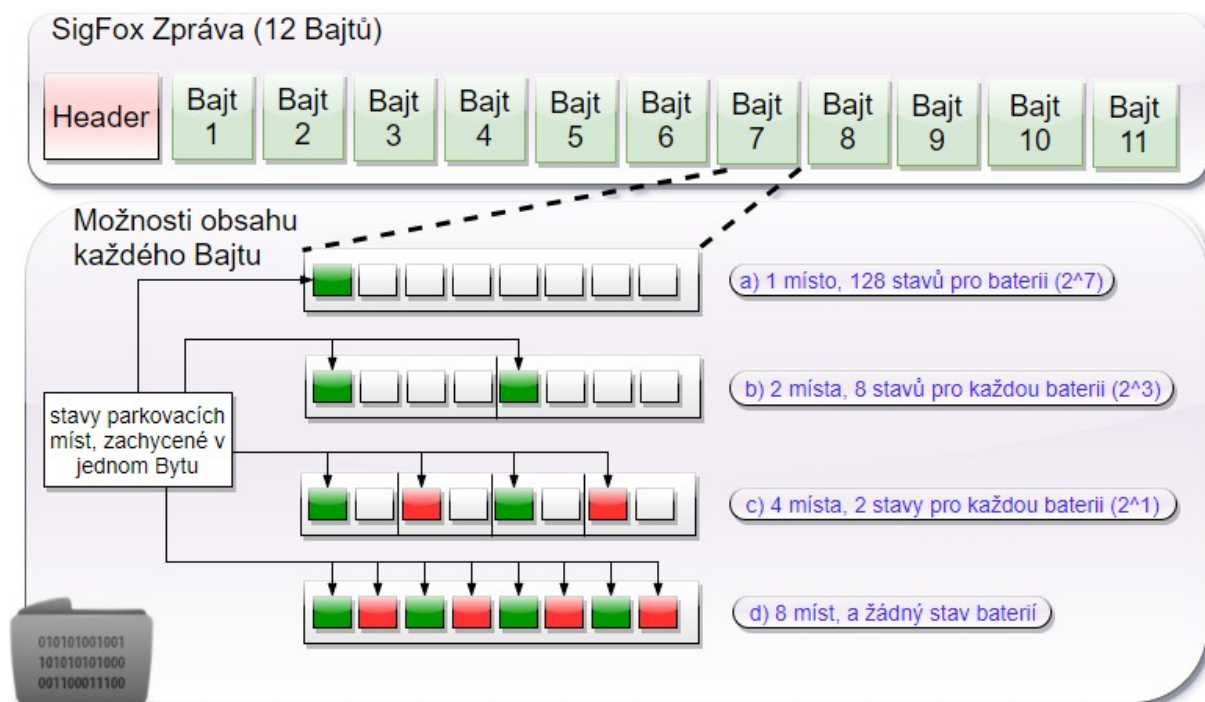 SigFox Zpráva (12 Bajtů)
Header
Bajt
1
Bajt
2
Bajt
3
Bajt
4
Bajt
5
Bajt
6
Bajt
7
Bajt
8
Bajt
9
Bajt
10
Bajt
11
Možnosti obsahu
každého Bajtu
a) 1 místo, 128 stavů pro baterii (2^7)
b) 2 místa, 8 stavů pro každou baterii (2^3)
stavy parkovacích
míst, zachycené v
jednom Bytu
c) 4 místa, 2 stavy pro každou baterii (2^1)
d) 8 míst, a žádný stav baterií
010101001001
101010101000
001100011100